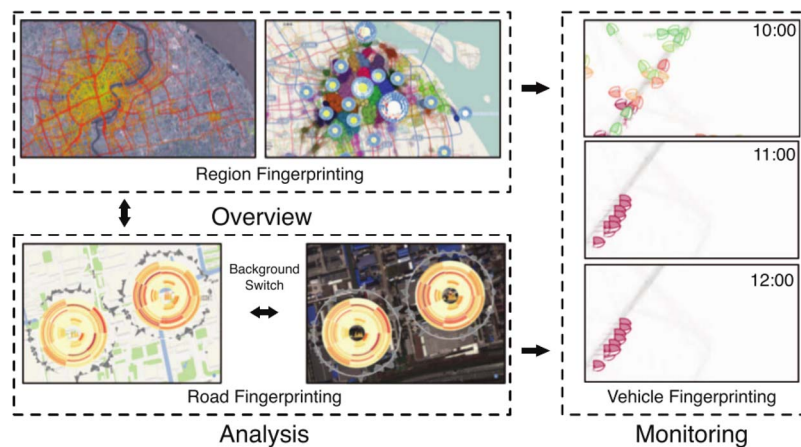 Region Fingerprinting
Overview
Background
Switch
Road Fingerprinting
Analysis
10:00
11:00
12:00
Vehicle Fingerprinting
Monitoring